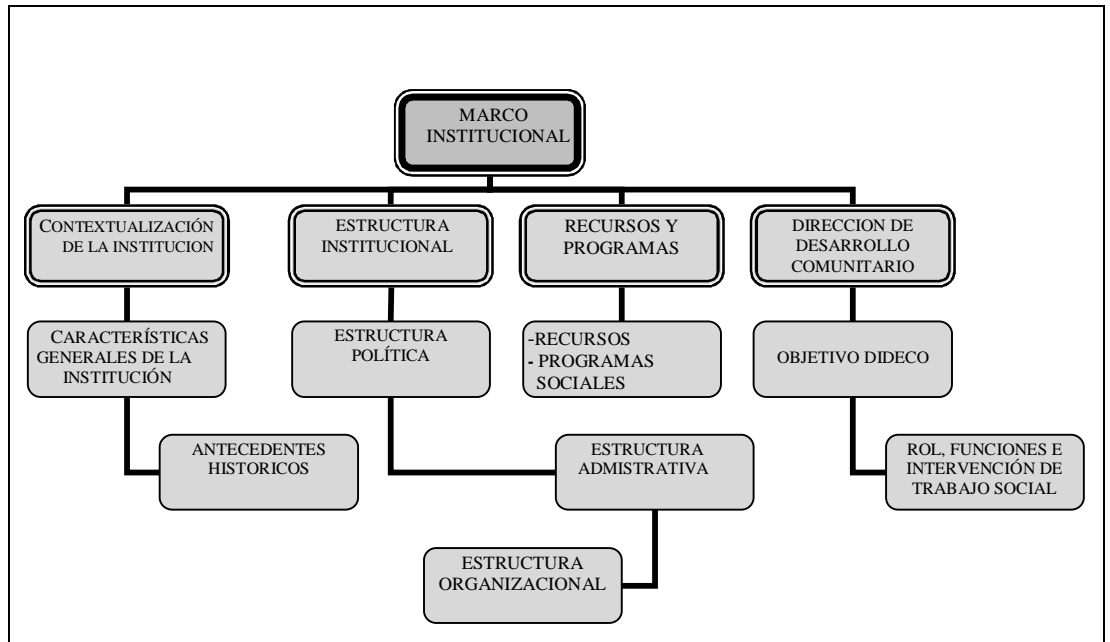 MARCO
INSTITUCIONAL
CONTEXTUALIZACIÓN
DE LA INSTITUCION
ESTRUCTURA
INSTITUCIONAL
RECURSOS Y
PROGRAMAS
DIRECCION DE
DESARROLLO
COMUNITARIO
CARACTERÍSTICAS
GENERALES DE LA
INSTITUCIÓN
ESTRUCTURA
POLÍTICA
-RECURSOS
- PROGRAMAS
SOCIALES
OBJETIVO DIDECO
ANTECEDENTES
HISTORICOS
ESTRUCTURA
ADMISTRATIVA
ROL, FUNCIONES E
INTERVENCIÓN DE
TRABAJO SOCIAL
ESTRUCTURA
ORGANIZACIONAL